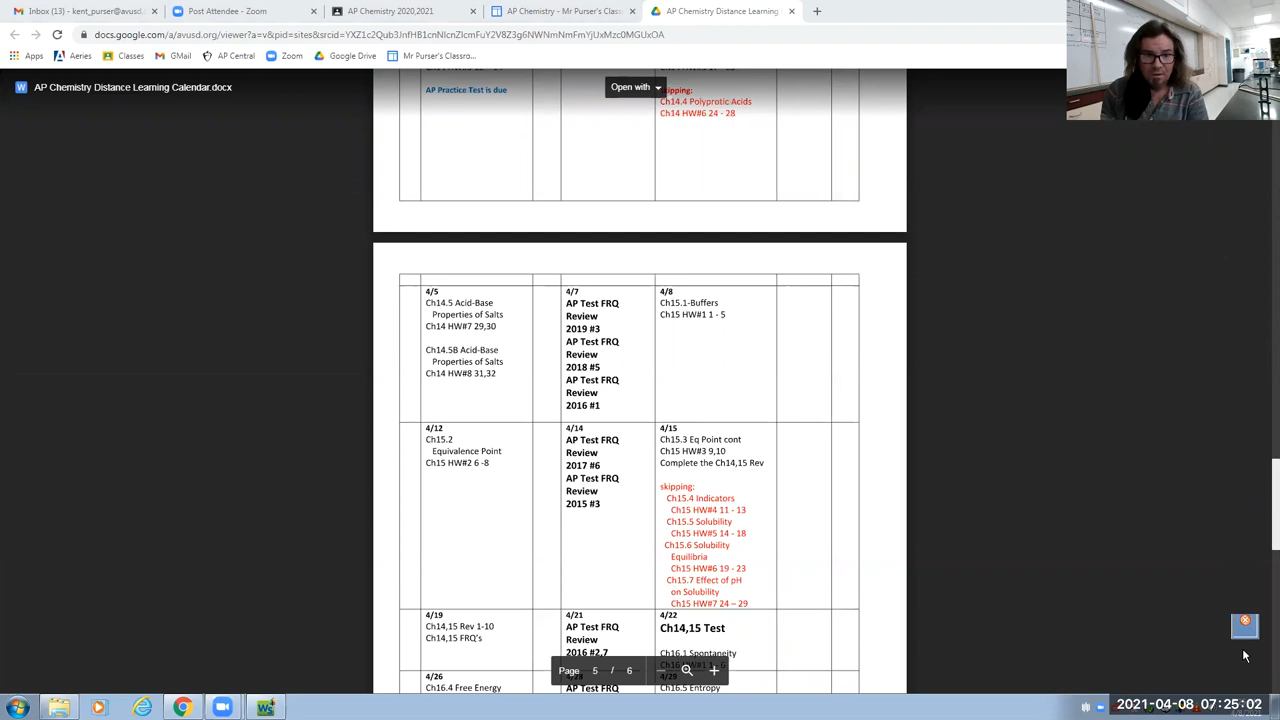 Inbox (13) - kent_purser@avusd.
Post Attendee - Zoom
AP Chemistry 2020,2021
AP Chemistry - Mr Purser's Class
AP Chemistry Distance Learning
Apps
Aeries
Classes
GMail
AP Central
Zoom
Google Drive
Mr Purser's Classro...
AP Chemistry Distance Learning Calendar.docx
Open with
AP Practice Test is due
Ch14.4 Polyprotic Acids
Ch14 HW#6 24 - 28
4/5
Ch14.5 Acid-Base
Properties of Salts
Ch14 HW#7 29,30
Ch14.5B Acid-Base
Properties of Salts
Ch14 HW#8 31,32
4/7
AP Test FRQ
Review
2019 #3
AP Test FRQ
Review
2018 #5
AP Test FRQ
Review
2016 #1
4/8
Ch15.1-Buffers
Ch15 HW#1 1 - 5
4/12
Ch15.2
Equivalence Point
Ch15 HW#2 6 -8
4/14
AP Test FRQ
Review
2017 #6
AP Test FRQ
Review
2015 #3
4/15
Ch15.3 Eq Point cont
Ch15 HW#3 9,10
Complete the Ch14,15 Rev
skipping:
Ch15.4 Indicators
Ch15 HW#4 11 - 13
Ch15.5 Solubility
Ch15 HW#5 14 - 18
Ch15.6 Solubility
Equilibria
Ch15 HW#6 19 - 23
Ch15.7 Effect of pH
on Solubility
Ch15 HW#7 24 – 29
4/19
Ch14,15 Rev 1-10
Ch14,15 FRQ's
4/21
AP Test FRQ
Review
2016 #2,7
4/22
Ch14,15 Test
Ch16.1 Spontaneity
Page 5 / 6
4/26
Ch16.4 Free Energy
AP Test FRQ
Ch16.5 Entropy
2021-04-08 07:25:02